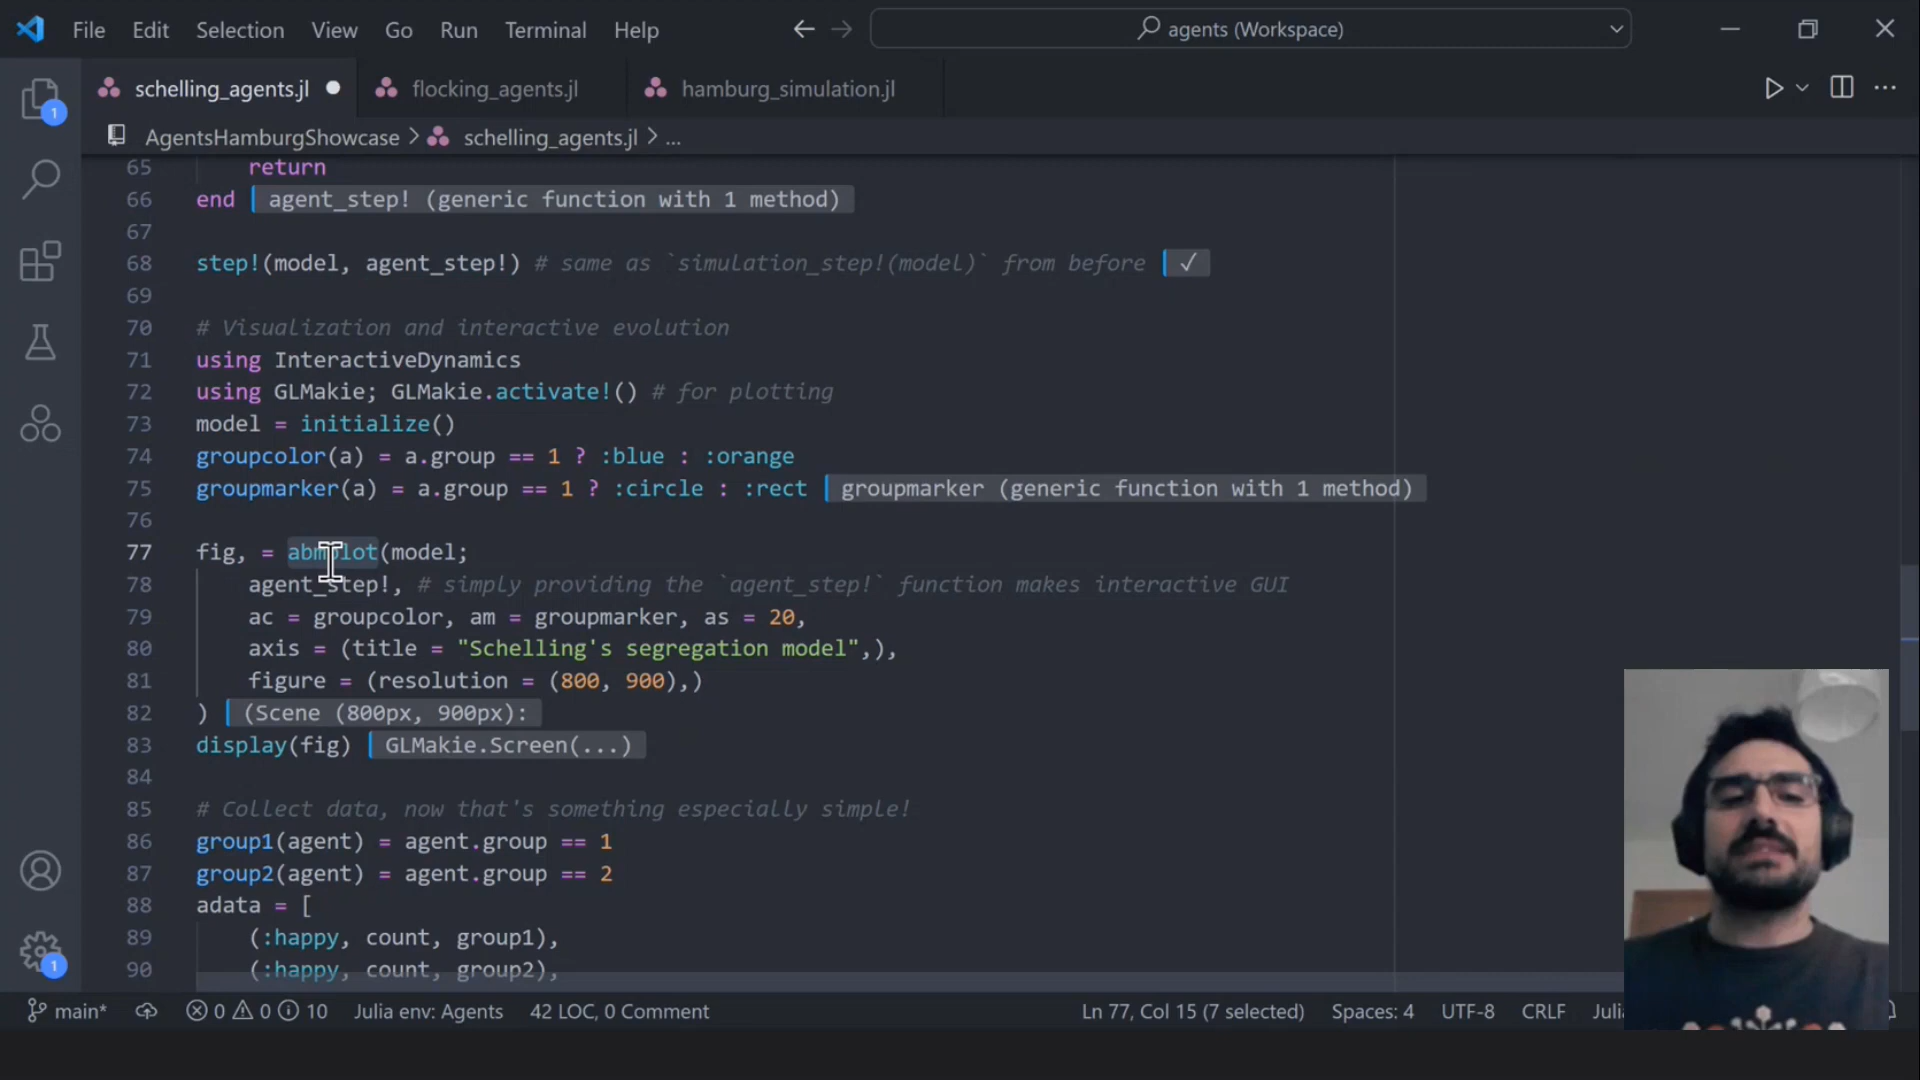 File Edit Selection View Go Run Terminal Help
agents (Workspace)
schelling_agents.jl flocking_agents.jl hamburg_simulation.jl
AgentsHamburgShowcase > schelling_agents.jl > ...
65 return
66 end agent_step! (generic function with 1 method)
67
68 step!(model, agent_step!) # same as `simulation_step!(model)` from before ✓
69
70 # Visualization and interactive evolution
71 using InteractiveDynamics
72 using GLMakie; GLMakie.activate!() # for plotting
73 model = initialize()
74 groupcolor(a) = a.group == 1 ? :blue : :orange
75 groupmarker(a) = a.group == 1 ? :circle : :rect groupmarker (generic function with 1 method)
76
77 fig, = abmplot(model;
78 agent_step!, # simply providing the `agent_step!` function makes interactive GUI
79 ac = groupcolor, am = groupmarker, as = 20,
80 axis = (title = "Schelling's segregation model",),
81 figure = (resolution = (800, 900),)
82 ) (Scene (800px, 900px):
83 display(fig) GLMakie.Screen(...)
84
85 # Collect data, now that's something especially simple!
86 group1(agent) = agent.group == 1
87 group2(agent) = agent.group == 2
88 adata = [
89 (:happy, count, group1),
90 (:happy, count, group2),
1
1
main* 0 0 10 Julia env: Agents 42 LOC, 0 Comment Ln 77, Col 15 (7 selected) Spaces: 4 UTF-8 CRLF